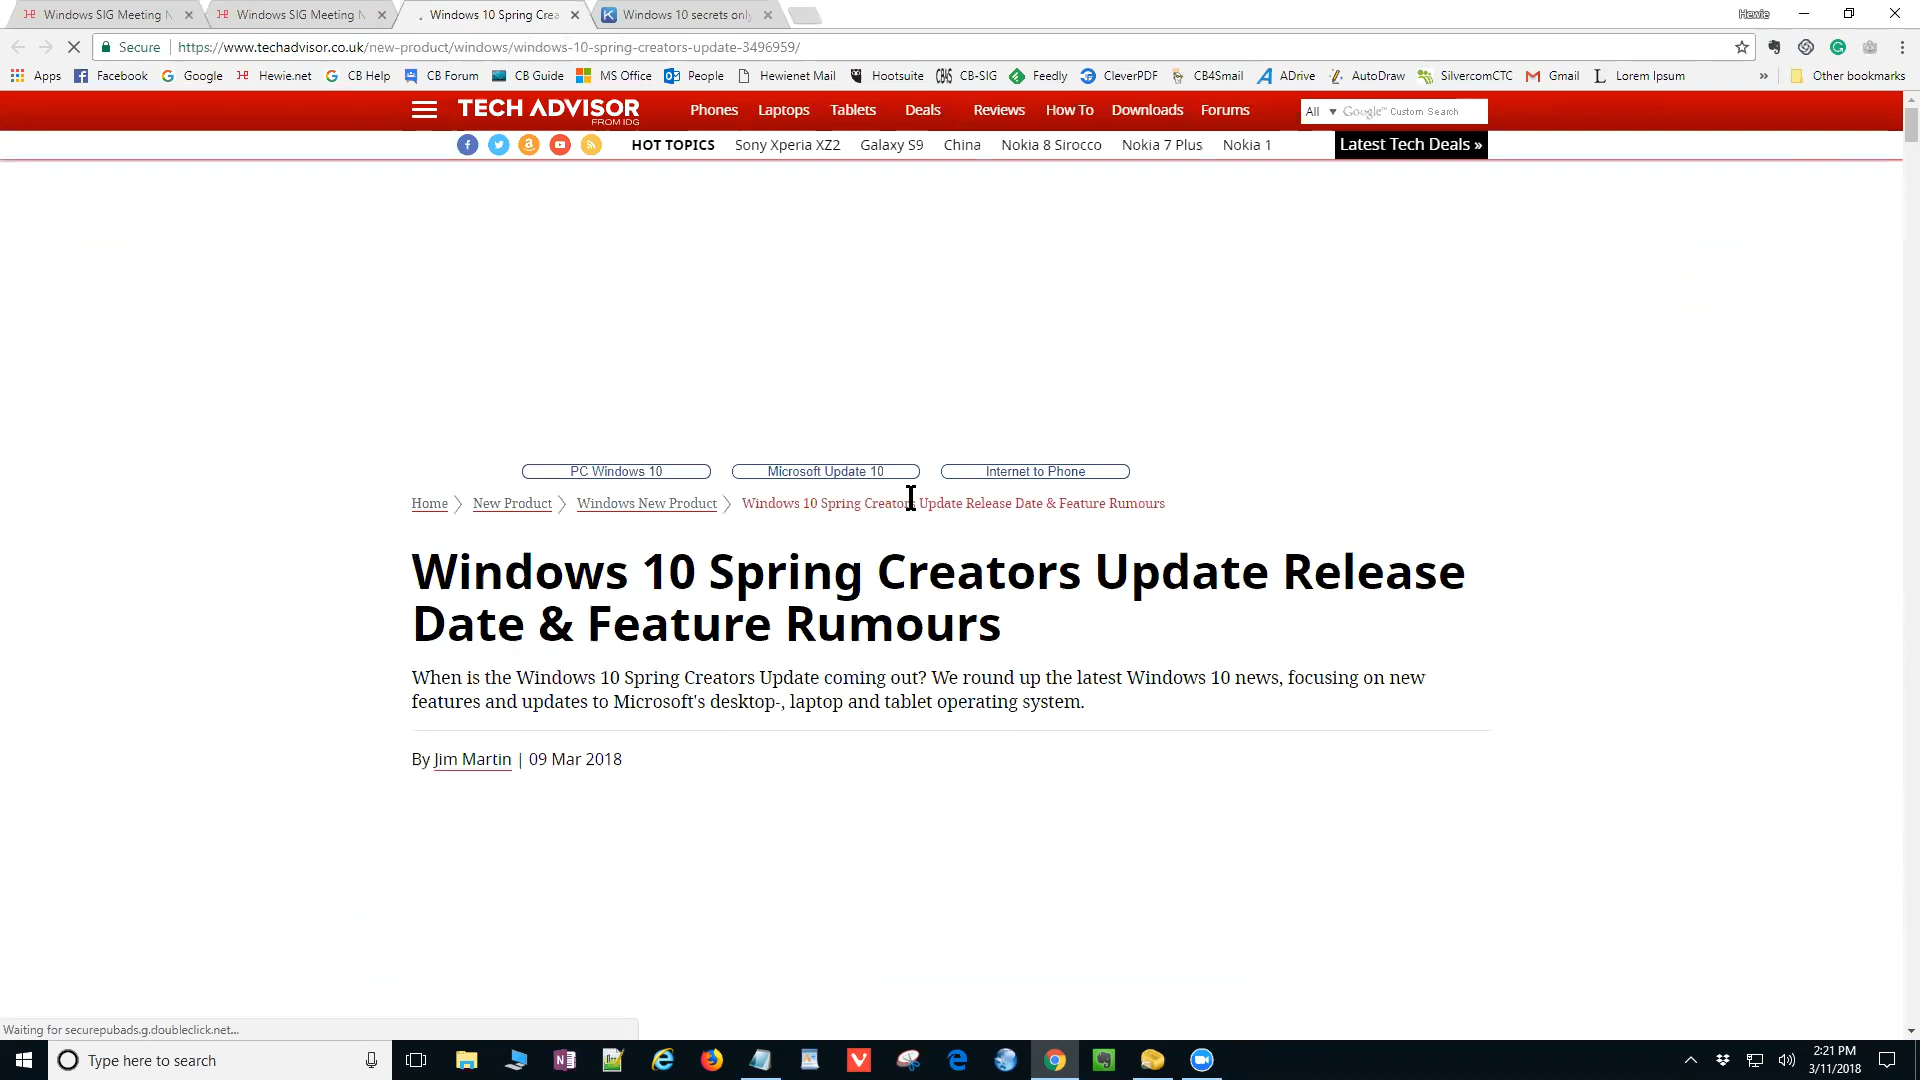 Windows SIG Meeting N
Windows SIG Meeting N
Windows 10 Spring Crea
Windows 10 secrets only
Hewie
Secure
https://www.techadvisor.co.uk/new-product/windows/windows-10-spring-creators-update-3496959/
Apps
Facebook
Google
Hewie.net
CB Help
CB Forum
CB Guide
MS Office
People
Hewienet Mail
Hootsuite
CB-SIG
Feedly
CleverPDF
CB4Smail
ADrive
AutoDraw
SilvercomCTC
Gmail
Lorem Ipsum
»
Other bookmarks
TECH ADVISOR
FROM IDG
Phones
Laptops
Tablets
Deals
Reviews
How To
Downloads
Forums
All
Google™ Custom Search
HOT TOPICS
Sony Xperia XZ2
Galaxy S9
China
Nokia 8 Sirocco
Nokia 7 Plus
Nokia 1
Latest Tech Deals »
PC Windows 10
Microsoft Update 10
Internet to Phone
Home
New Product
Windows New Product
Windows 10 Spring Creators Update Release Date & Feature Rumours
Windows 10 Spring Creators Update Release
Date & Feature Rumours
When is the Windows 10 Spring Creators Update coming out? We round up the latest Windows 10 news, focusing on new
features and updates to Microsoft's desktop-, laptop and tablet operating system.
By Jim Martin | 09 Mar 2018
Waiting for securepubads.g.doubleclick.net...
Type here to search
2:21 PM
3/11/2018